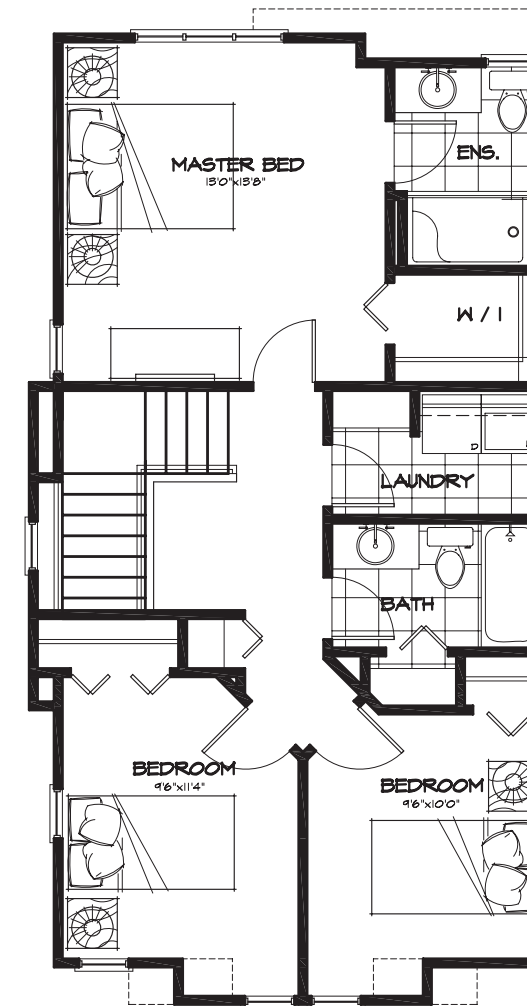 MASTER BED
13'0"x13'8"
ENS.
W / I
D
LAUNDRY
BATH
BEDROOM
9'6"x11'4"
BEDROOM
9'6"x10'0"